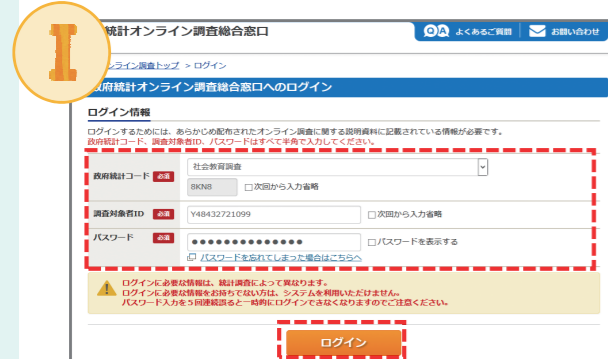 I
統計オンライン調査総合窓口
QA よくあるご質問 お問い合わせ
ンライン調査トップ > ログイン
府統計オンライン調査総合窓口へのログイン
ログイン情報
ログインするためには、あらかじめ配布されたオンライン調査に関する説明資料に記載されている情報が必要です。
政府統計コード、調査対象者ID、パスワードはすべて半角で入力してください。
政府統計コード 必須 社会教育調査
8KN8 次回から入力省略
調査対象者ID 必須 Y48432721099 次回から入力省略
パスワード 必須 ●●●●●●●●●●●●●● パスワードを表示する
パスワードを忘れてしまった場合はこちらへ
ログインに必要な情報は、統計調査によって異なります。
ログインに必要な情報をお持ちでない方は、システムを利用いただけません。
パスワード入力を５回連続誤ると一時的にログインできなくなりますのでご注意ください。
ログイン